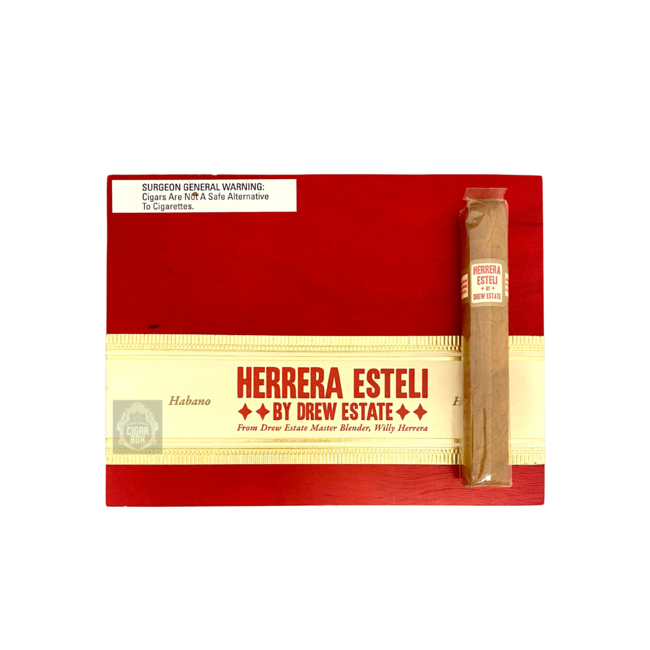 SURGEON GENERAL WARNING:
Cigars Are Not A Safe Alternative
To Cigarettes.
HERRERA
ESTELI
BY
DREW ESTATE
Habano
HERRERA ESTELI
BY DREW ESTATE
From Drew Estate Master Blender, Willy Herrera
CIGAR
BOX